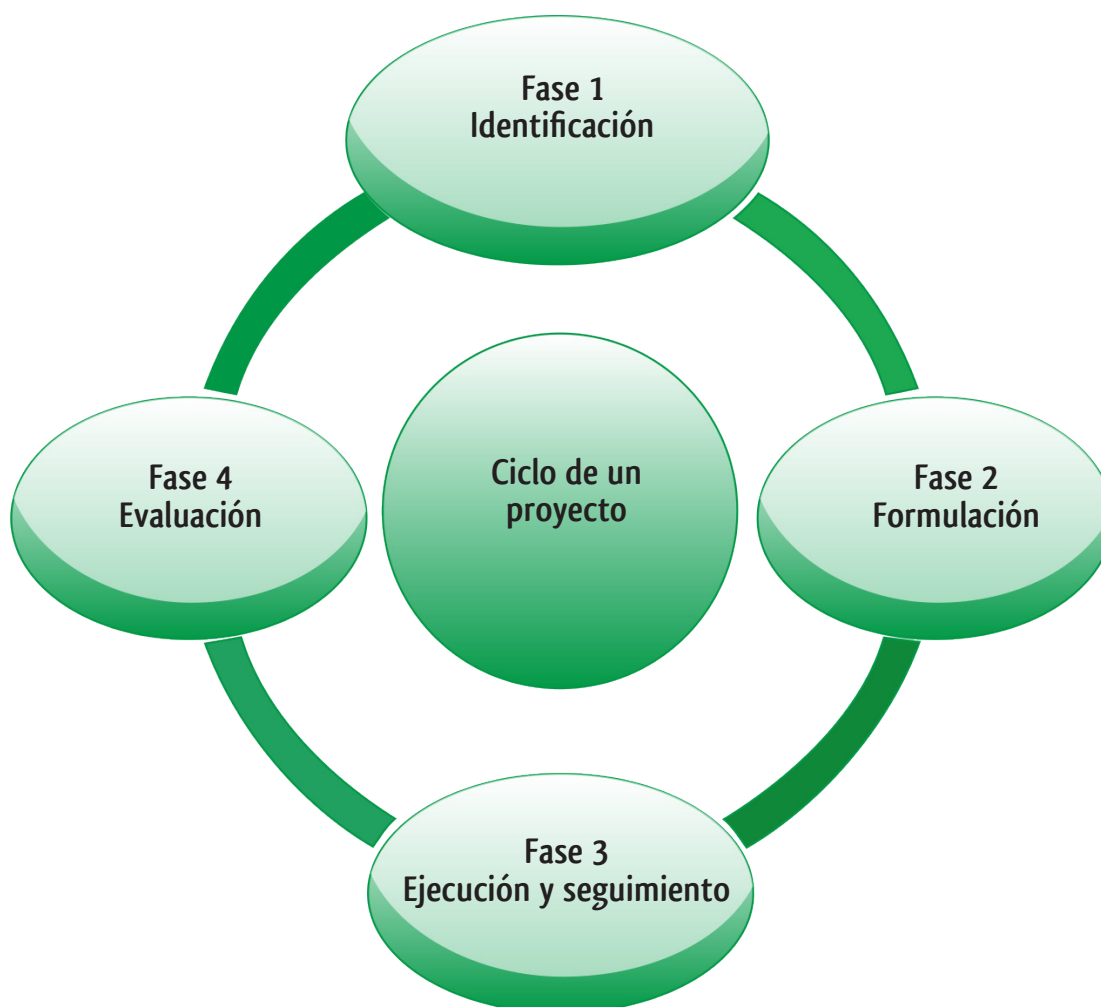 Fase 1
Identificación
Fase 4
Evaluación
Ciclo de un
proyecto
Fase 2
Formulación
Fase 3
Ejecución y seguimiento